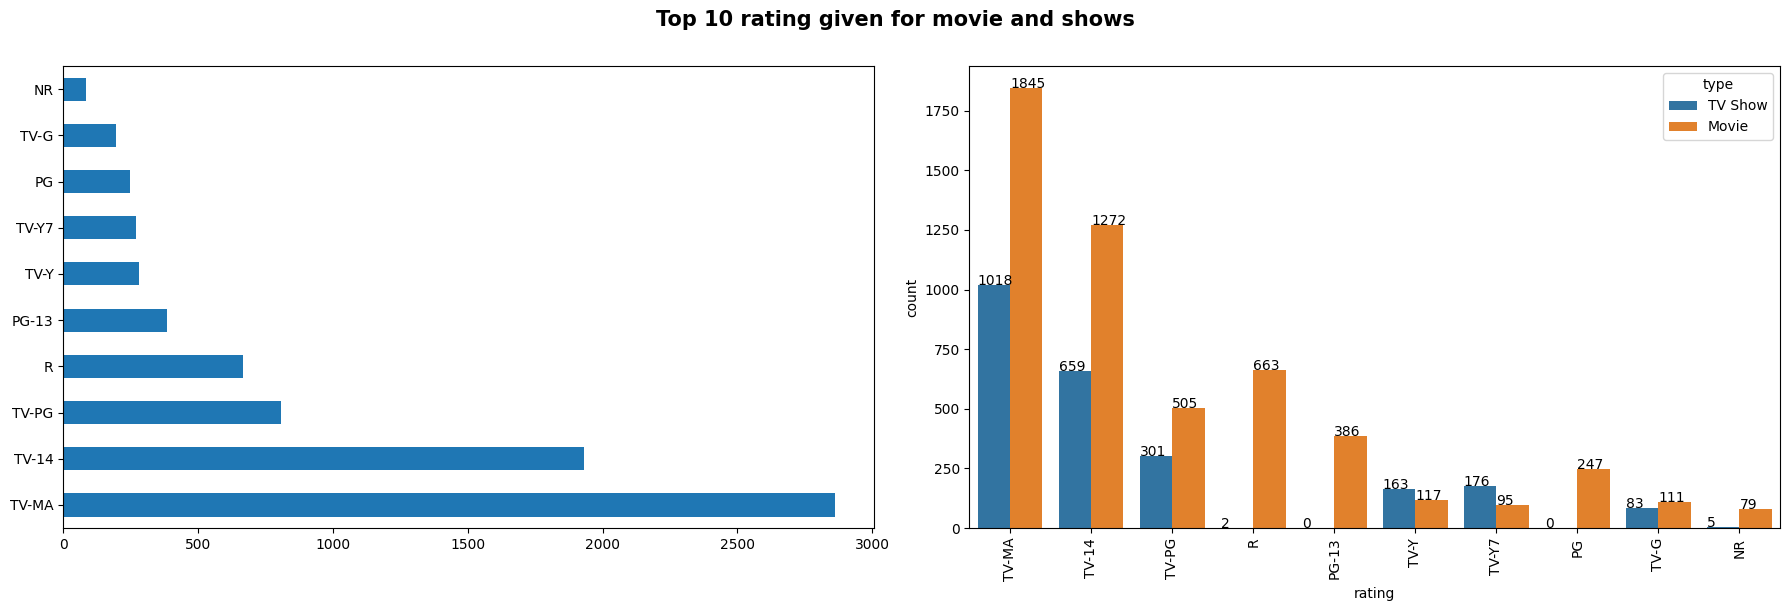 Top 10 rating given for movie and shows
NR
TV-G
PG
TV-Y7
TV-Y
PG-13
R
TV-PG
TV-14
TV-MA
0 500 1000 1500 2000 2500 3000
count
1750
1500
1250
1000
750
500
250
0
type
TV Show
Movie
1018 1845
659 1272
301 505
2 663
0 386
163 117
176 95
0 247
83 111
5 79
TV-MA TV-14 TV-PG R PG-13 TV-Y TV-Y7 PG TV-G NR
rating